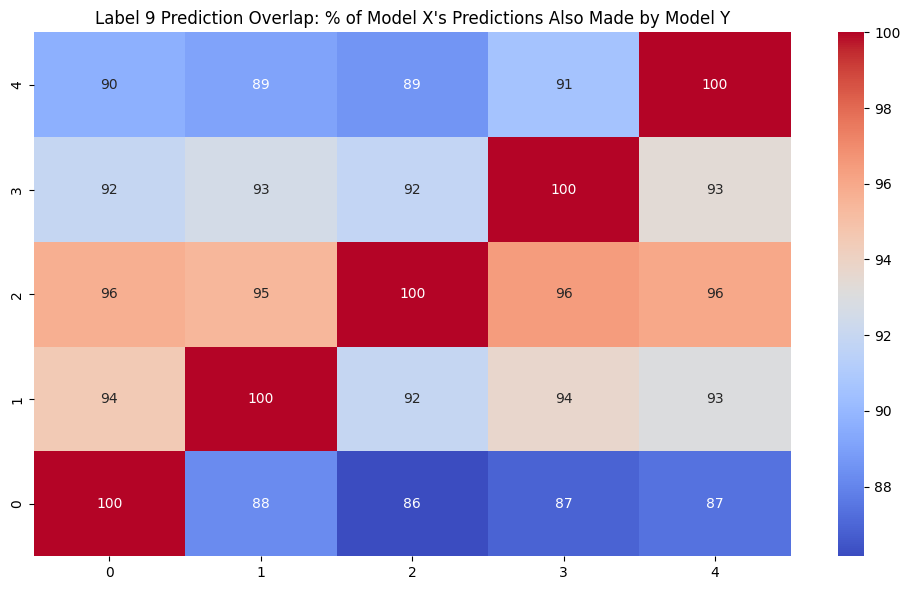 Label 9 Prediction Overlap: % of Model X's Predictions Also Made by Model Y
4 90 89 89 91 100
3 92 93 92 100 93
2 96 95 100 96 96
1 94 100 92 94 93
0 100 88 86 87 87
0 1 2 3 4
100
98
96
94
92
90
88